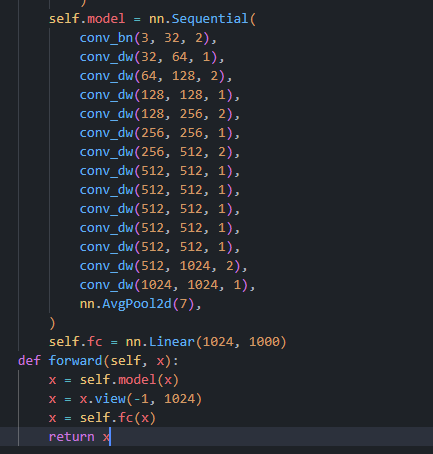 )
self.model = nn.Sequential(
conv_bn(3, 32, 2),
conv_dw(32, 64, 1),
conv_dw(64, 128, 2),
conv_dw(128, 128, 1),
conv_dw(128, 256, 2),
conv_dw(256, 256, 1),
conv_dw(256, 512, 2),
conv_dw(512, 512, 1),
conv_dw(512, 512, 1),
conv_dw(512, 512, 1),
conv_dw(512, 512, 1),
conv_dw(512, 512, 1),
conv_dw(512, 1024, 2),
conv_dw(1024, 1024, 1),
nn.AvgPool2d(7),
)
self.fc = nn.Linear(1024, 1000)
def forward(self, x):
x = self.model(x)
x = x.view(-1, 1024)
x = self.fc(x)
return x